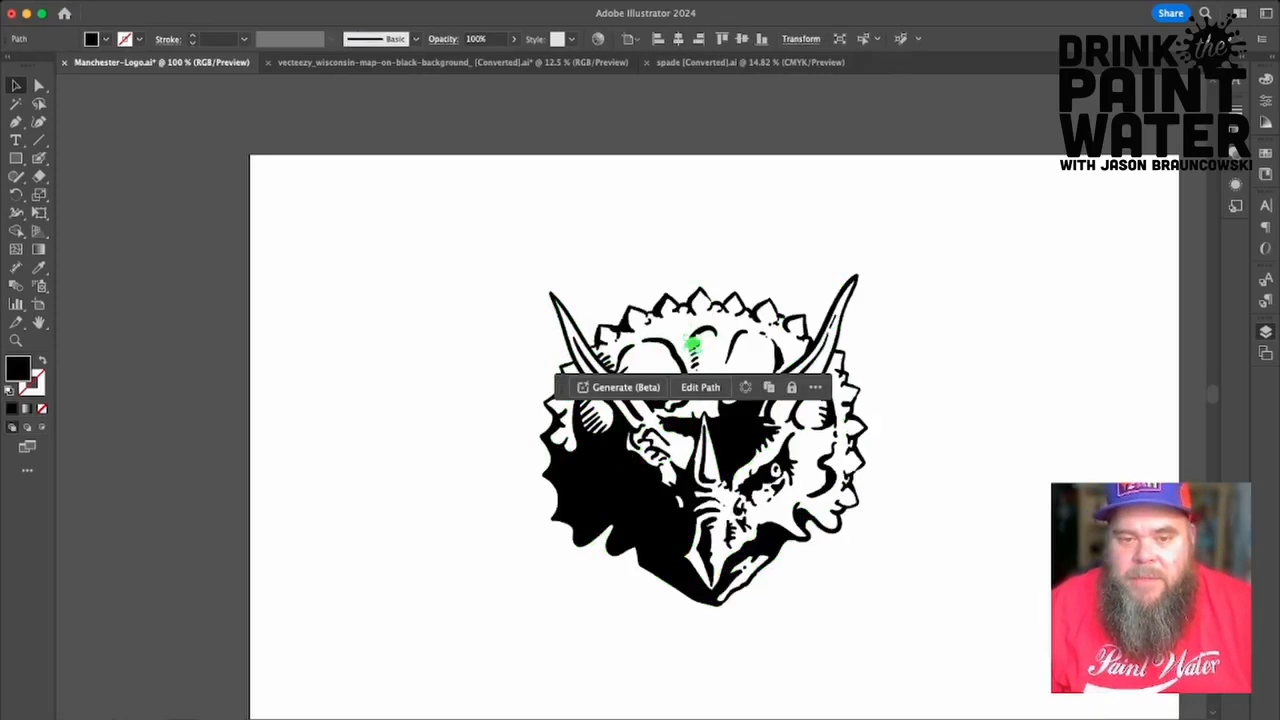 Adobe Illustrator 2024
Share
Path
Stroke:
Basic
Opacity:
100%
Style:
Transform
Manchester-Logo.ai* @ 100 % (RGB/Preview)
vecteezy_wisconsin-map-on-black-background_ [Converted].ai* @ 12.5 % (RGB/Preview)
spade [Converted].ai @ 14.82 % (CMYK/Preview)
DRINK the
PAINT
WATER
WITH JASON BRAUNCOWSKI
Generate (Beta)
Edit Path
Paint Water